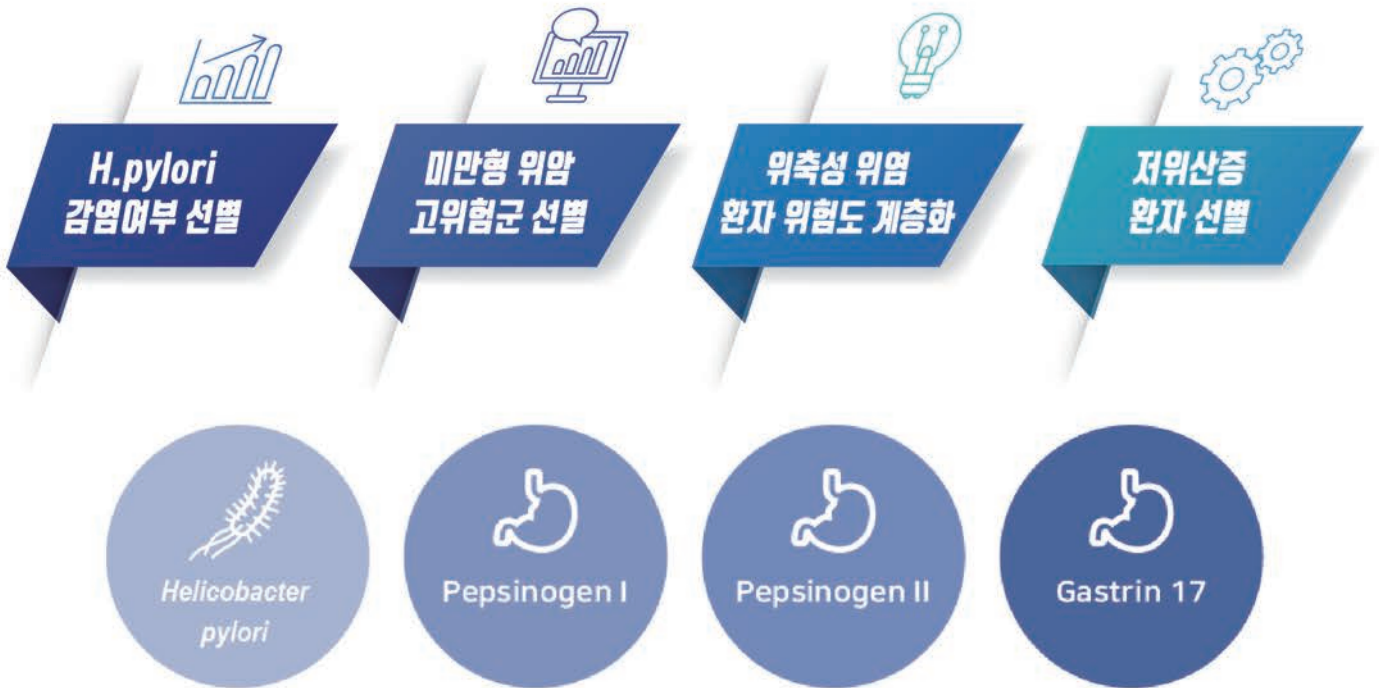 H.pylori
감염여부 선별
미만형 위암
고위험군 선별
위축성 위염
환자 위험도 계층화
저위산증
환자 선별
Helicobacter
pylori
Pepsinogen I
Pepsinogen II
Gastrin 17